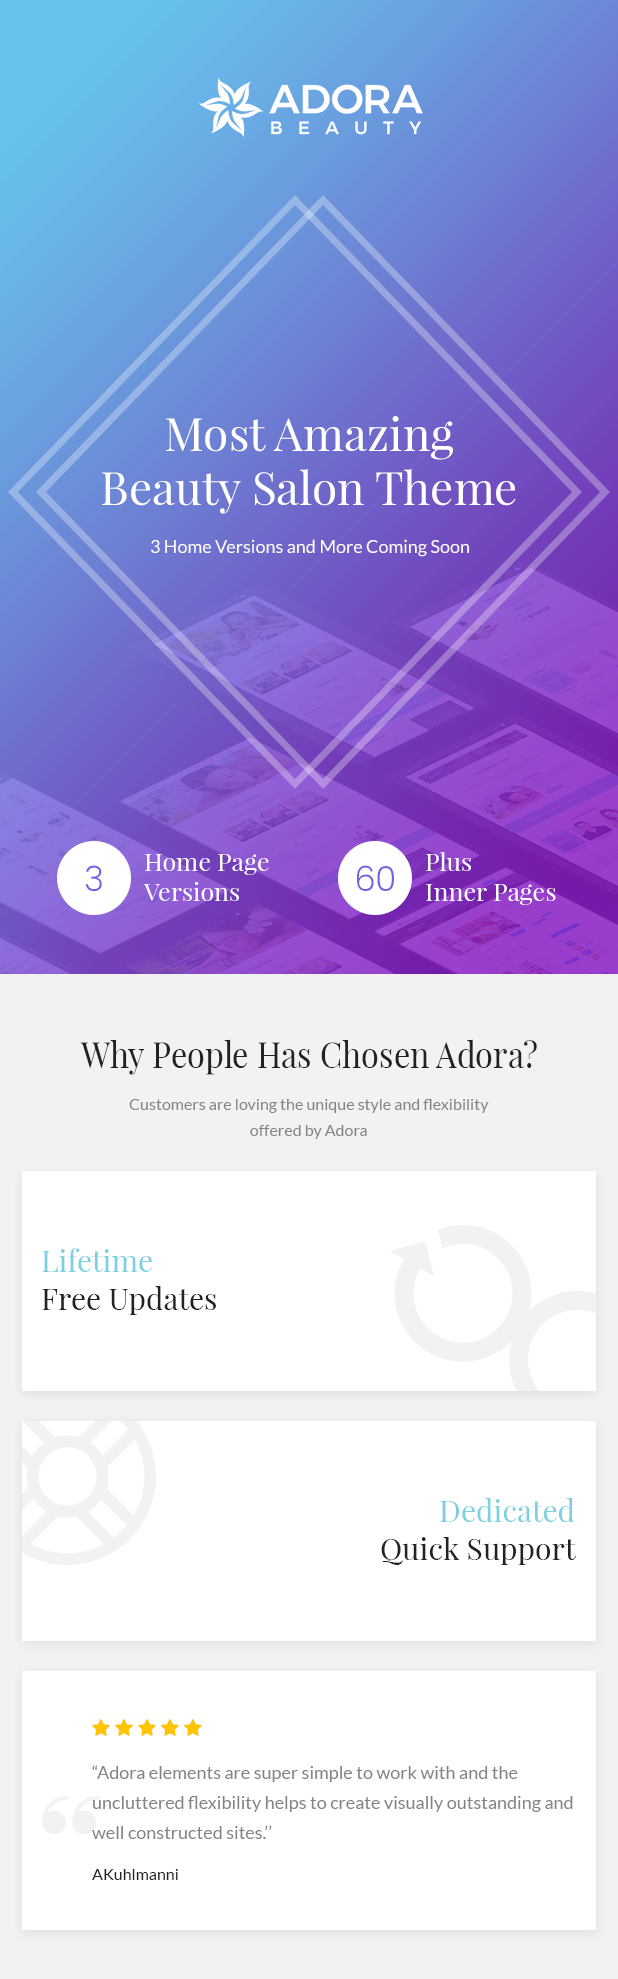 ADORA
BEAUTY
Most Amazing
Beauty Salon Theme
3 Home Versions and More Coming Soon
3
Home Page
Versions
60
Plus
Inner Pages
Why People Has Chosen Adora?
Customers are loving the unique style and flexibility
offered by Adora
Lifetime
Free Updates
Dedicated
Quick Support
“Adora elements are super simple to work with and the
uncluttered flexibility helps to create visually outstanding and
well constructed sites.’’
AKuhlmanni